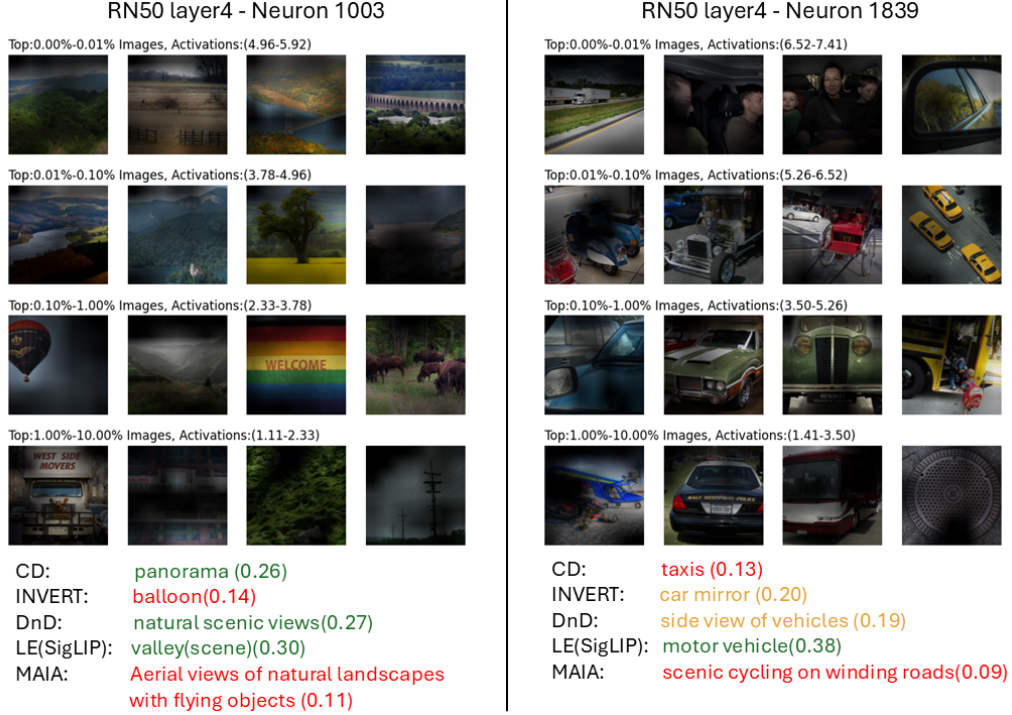 RN50 layer4 - Neuron 1003
Top:0.00%-0.01% Images, Activations:(4.96-5.92)
Top:0.01%-0.10% Images, Activations:(3.78-4.96)
Top:0.10%-1.00% Images, Activations:(2.33-3.78)
WELCOME
Top:1.00%-10.00% Images, Activations:(1.11-2.33)
WEST SIDE
MOVERS
CD: panorama (0.26)
INVERT: balloon(0.14)
DnD: natural scenic views(0.27)
LE(SigLIP): valley(scene)(0.30)
MAIA: Aerial views of natural landscapes
with flying objects (0.11)
RN50 layer4 - Neuron 1839
Top:0.00%-0.01% Images, Activations:(6.52-7.41)
Top:0.01%-0.10% Images, Activations:(5.26-6.52)
Top:0.10%-1.00% Images, Activations:(3.50-5.26)
Top:1.00%-10.00% Images, Activations:(1.41-3.50)
POLICE
CD: taxis (0.13)
INVERT: car mirror (0.20)
DnD: side view of vehicles (0.19)
LE(SigLIP): motor vehicle(0.38)
MAIA: scenic cycling on winding roads(0.09)